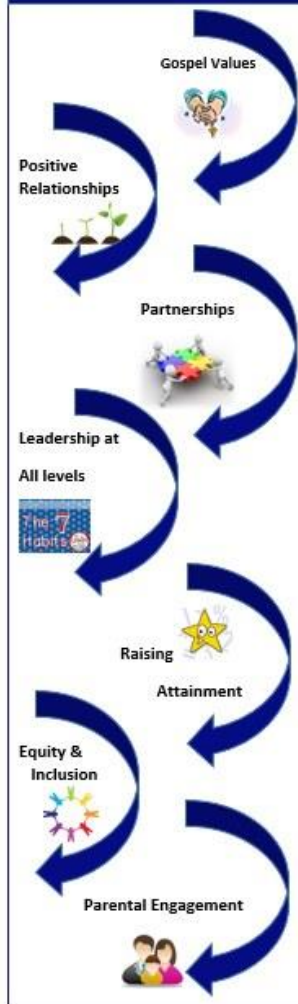 Gospel Values
Positive
Relationships
Partnerships
Leadership at
All levels
The 7
Habits
Raising
Attainment
Equity &
Inclusion
Parental Engagement